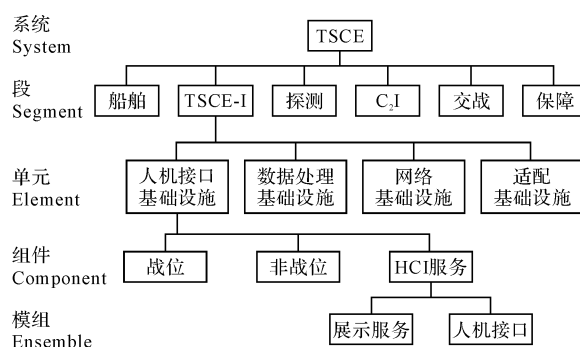 系统
System
TSCE
段
Segment
船舶
TSCE-I
探测
C₂I
交战
保障
单元
Element
人机接口
基础设施
数据处理
基础设施
网络
基础设施
适配
基础设施
组件
Component
战位
非战位
HCI服务
模组
Ensemble
展示服务
人机接口